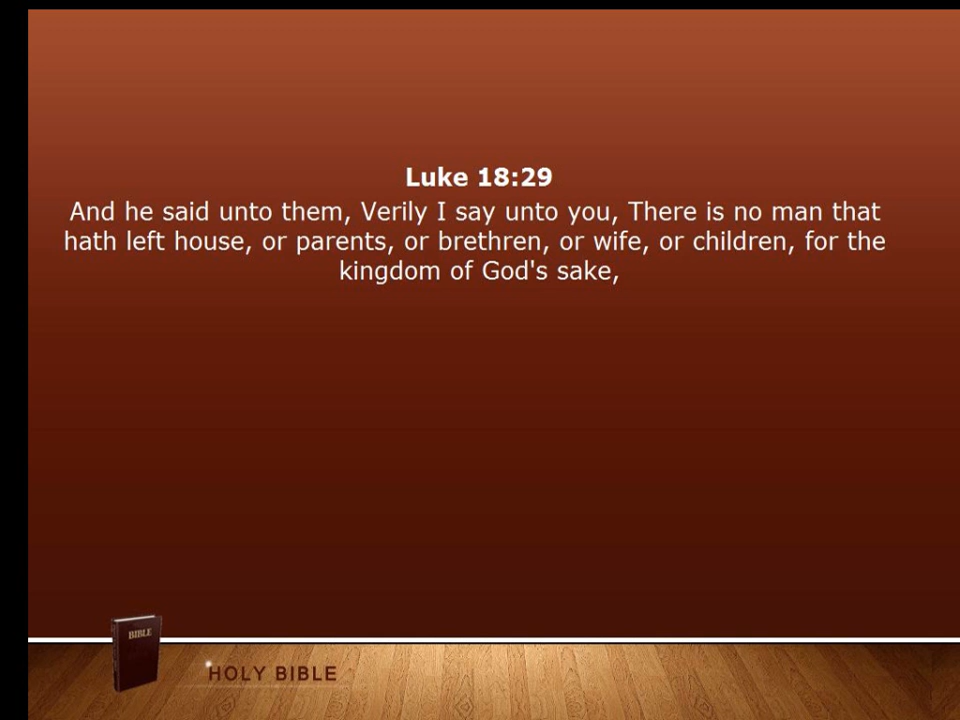 Luke 18:29
And he said unto them, Verily I say unto you, There is no man that
hath left house, or parents, or brethren, or wife, or children, for the
kingdom of God's sake,
BIBLE
HOLY BIBLE